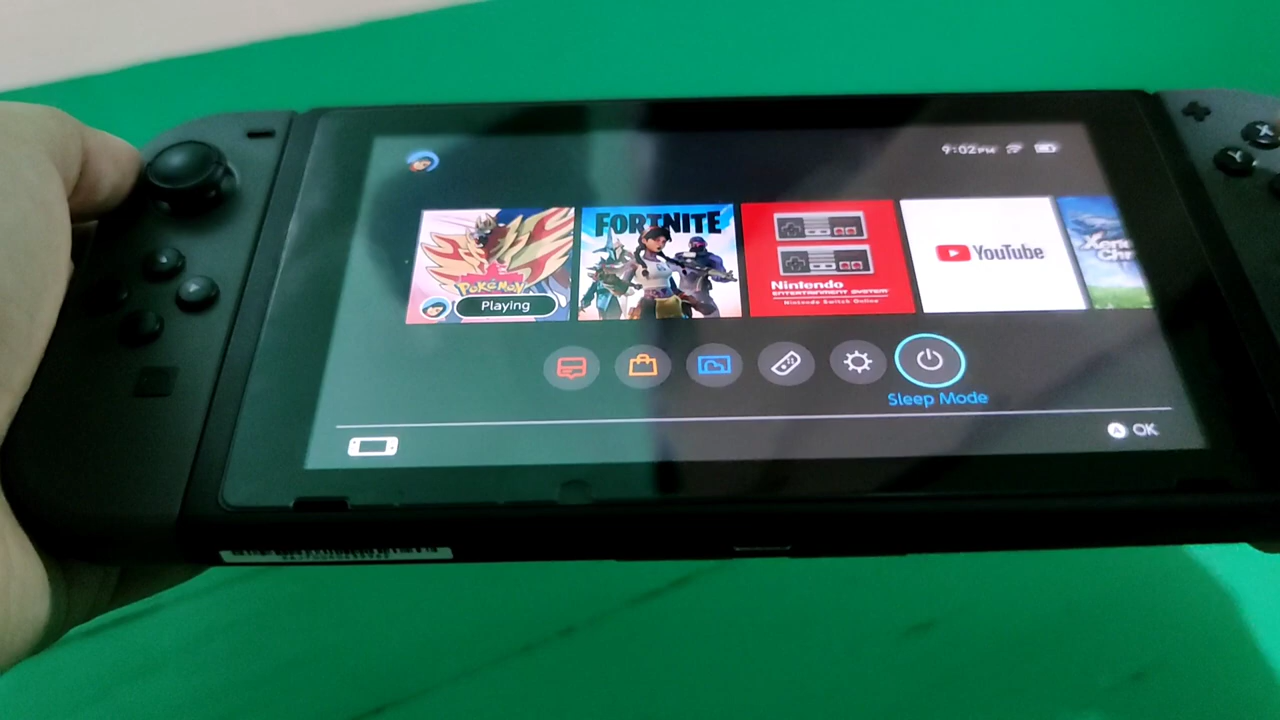 9:02PM
POKéMON
Playing
FORTNITE
Nintendo
ENTERTAINMENT SYSTEM
Nintendo Switch Online
YouTube
Sleep Mode
A OK
X
Y